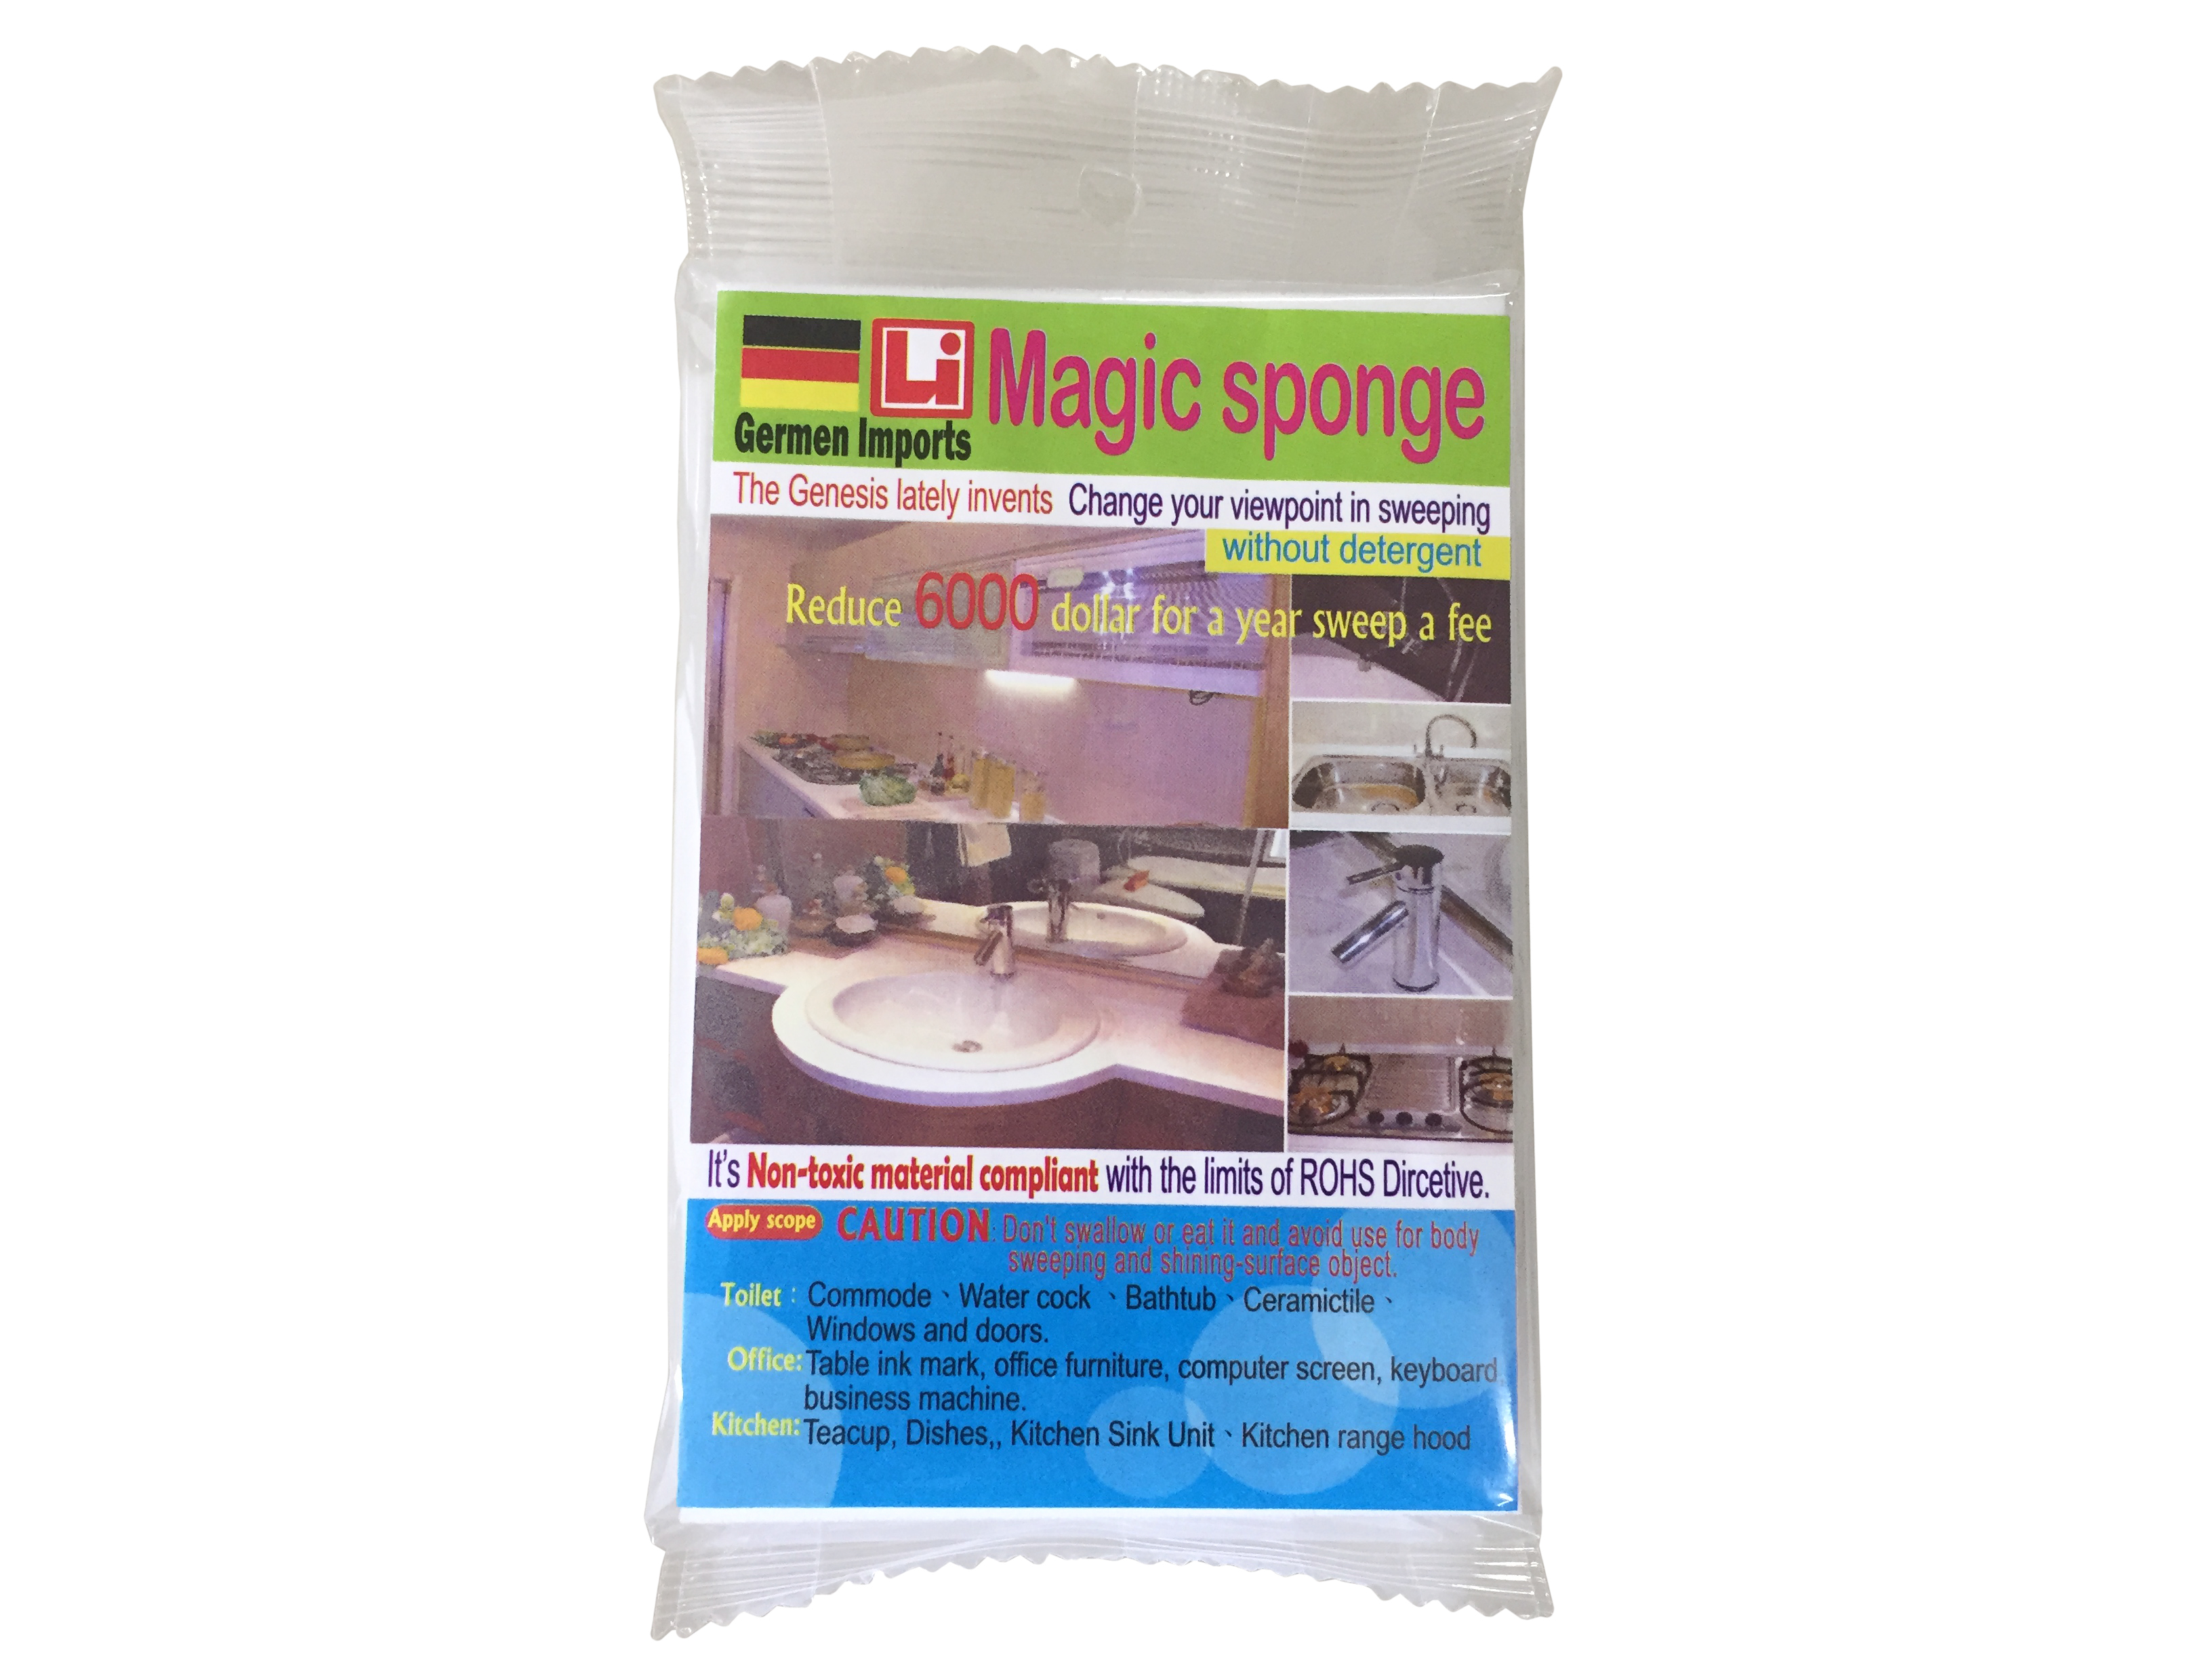 Li Magic sponge
Germen Imports
The Genesis lately invents Change your viewpoint in sweeping
without detergent
Reduce 6000 dollar for a year sweep a fee
It's Non-toxic material compliant with the limits of ROHS Dircetive.
Apply scope CAUTION: Don't swallow or eat it and avoid use for body
sweeping and shining-surface object.
Toilet : Commode、Water cock 、Bathtub、Ceramictile、
Windows and doors.
Office: Table ink mark, office furniture, computer screen, keyboard,
business machine.
Kitchen: Teacup, Dishes,, Kitchen Sink Unit、Kitchen range hood